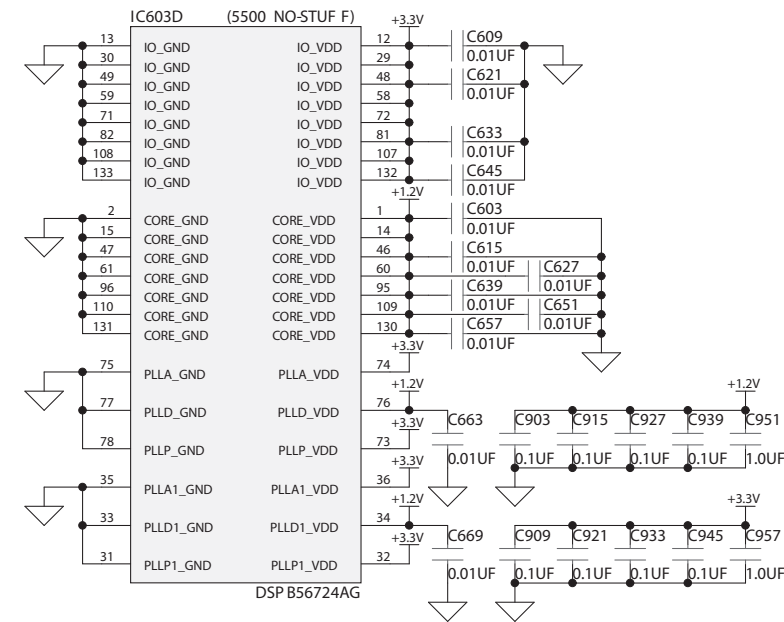 IC603D (5500 NO-STUF F) +3.3V
13 IO_GND IO_VDD 12 C609
30 IO_GND IO_VDD 29 0.01UF
49 IO_GND IO_VDD 48 C621
59 IO_GND IO_VDD 58 0.01UF
71 IO_GND IO_VDD 72
82 IO_GND IO_VDD 81 C633
108 IO_GND IO_VDD 107 0.01UF
133 IO_GND IO_VDD 132 C645
+1.2V 0.01UF
2 CORE_GND CORE_VDD 1 C603
15 CORE_GND CORE_VDD 14 0.01UF
47 CORE_GND CORE_VDD 46 C615
61 CORE_GND CORE_VDD 60 0.01UF C627
96 CORE_GND CORE_VDD 95 C639 0.01UF
110 CORE_GND CORE_VDD 109 0.01UF C651
131 CORE_GND CORE_VDD 130 C657 0.01UF
+3.3V 0.01UF
75 PLLA_GND PLLA_VDD 74
+1.2V +1.2V
77 PLLD_GND PLLD_VDD 76
+3.3V C663 C903 C915 C927 C939 C951
78 PLLP_GND PLLP_VDD 73
0.01UF 0.1UF 0.1UF 0.1UF 0.1UF 1.0UF
+3.3V
35 PLLA1_GND PLLA1_VDD 36
+1.2V +3.3V
33 PLLD1_GND PLLD1_VDD 34
+3.3V C669 C909 C921 C933 C945 C957
31 PLLP1_GND PLLP1_VDD 32
0.01UF 0.1UF 0.1UF 0.1UF 0.1UF 1.0UF
DSP B56724AG